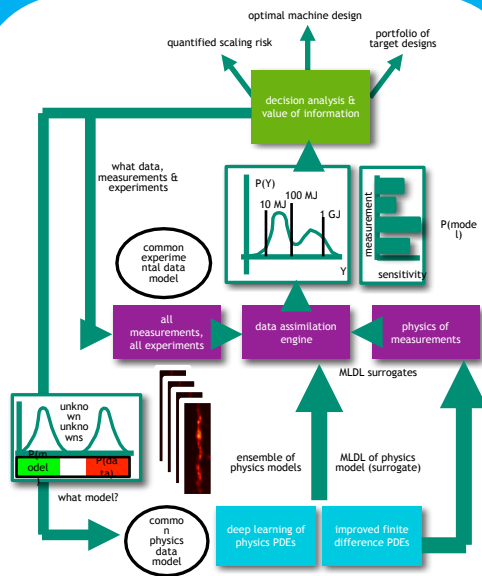 optimal machine design
quantified scaling risk
portfolio of
target designs
decision analysis &
value of information
what data,
measurements &
experiments
P(Y)
100 MJ
10 MJ
1 GJ
Y
measurement
sensitivity
P(mode
l)
common
experime
ntal data
model
all
measurements,
all experiments
data assimilation
engine
physics of
measurements
MLDL surrogates
unkno
wn
unkno
wns
P(m
odel
)
P(da
ta)
what model?
ensemble of
physics models
MLDL of physics
model (surrogate)
commo
n
physics
data
model
deep learning of
physics PDEs
improved finite
difference PDEs